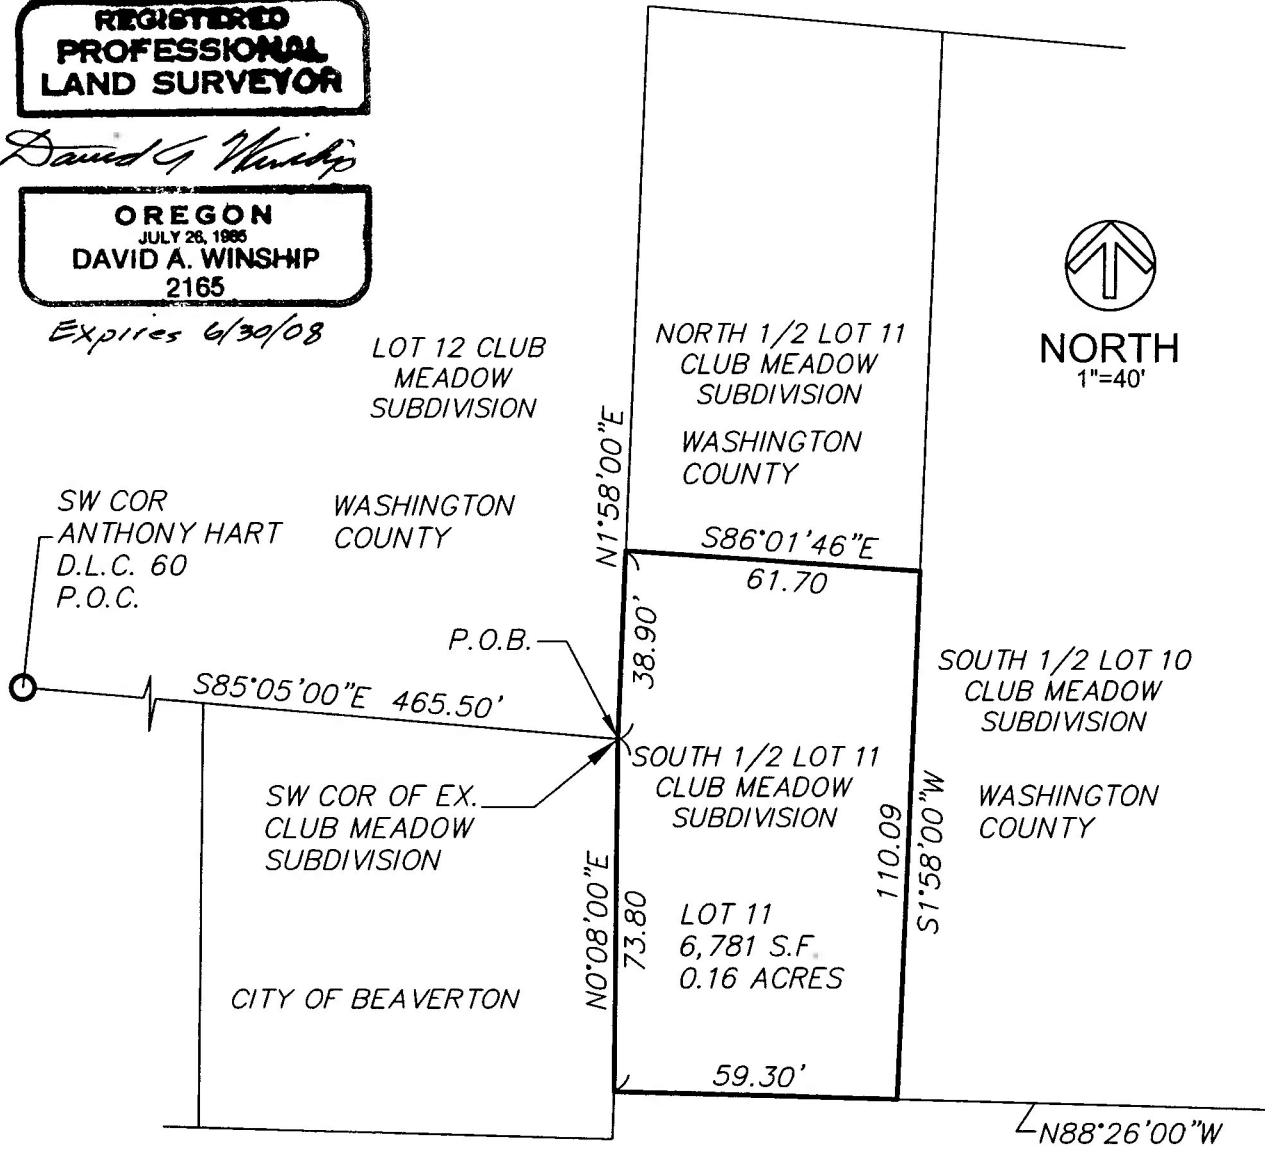 REGISTERED
PROFESSIONAL
LAND SURVEYOR
David A Winship
OREGON
JULY 26, 1985
DAVID A. WINSHIP
2165
Expires 6/30/08
LOT 12 CLUB
MEADOW
SUBDIVISION
WASHINGTON
COUNTY
NORTH 1/2 LOT 11
CLUB MEADOW
SUBDIVISION
WASHINGTON
COUNTY
NORTH
1"=40'
SW COR
ANTHONY HART
D.L.C. 60
P.O.C.
N1°58'00"E
S86°01'46"E
61.70
38.90'
P.O.B.
S85°05'00"E 465.50'
SOUTH 1/2 LOT 10
CLUB MEADOW
SUBDIVISION
WASHINGTON
COUNTY
SW COR OF EX.
CLUB MEADOW
SUBDIVISION
SOUTH 1/2 LOT 11
CLUB MEADOW
SUBDIVISION
110.09
S1°58'00"W
N0°08'00"E
73.80
LOT 11
6,781 S.F.
0.16 ACRES
CITY OF BEAVERTON
59.30'
N88°26'00"W